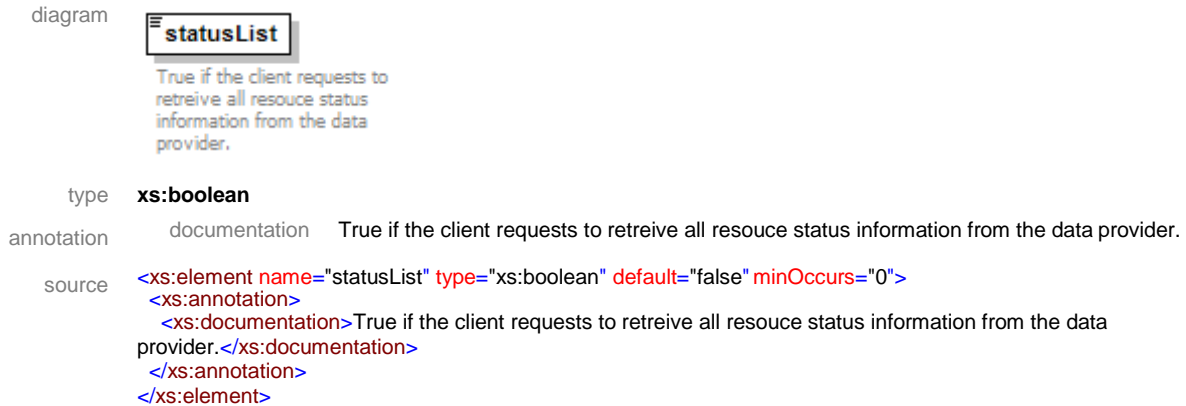 diagram
statusList
True if the client requests to
retreive all resouce status
information from the data
provider.
type xs:boolean
annotation documentation True if the client requests to retreive all resouce status information from the data provider.
source <xs:element name="statusList" type="xs:boolean" default="false" minOccurs="0">
<xs:annotation>
<xs:documentation>True if the client requests to retreive all resouce status information from the data
provider.</xs:documentation>
</xs:annotation>
</xs:element>